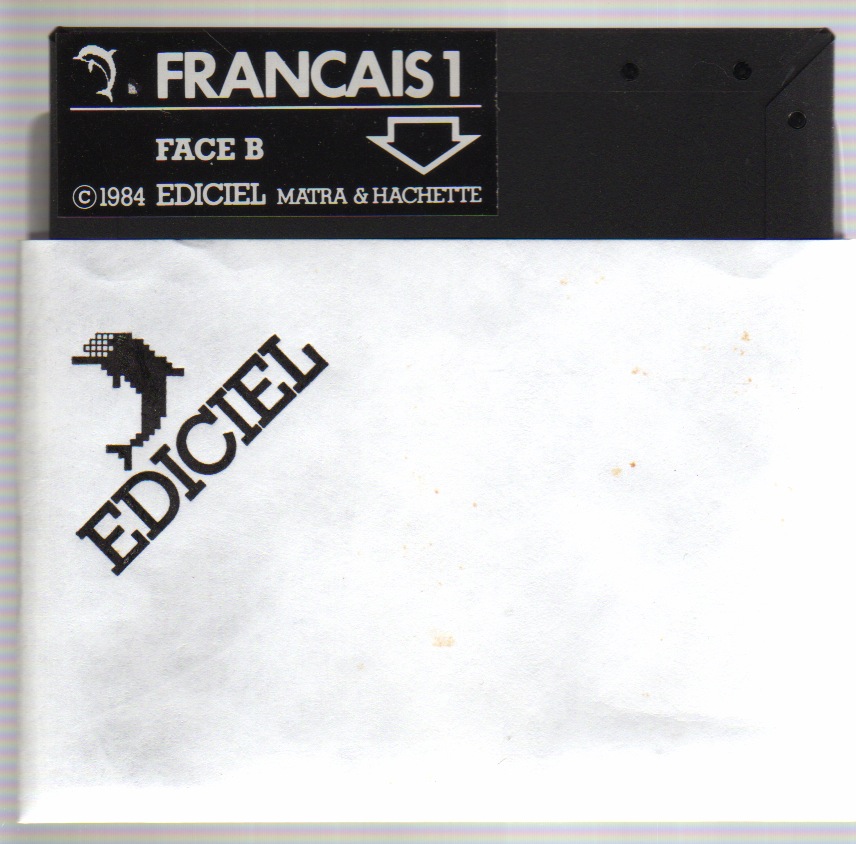 FRANCAIS 1
FACE B
©1984 EDICIEL MATRA & HACHETTE
EDICIEL